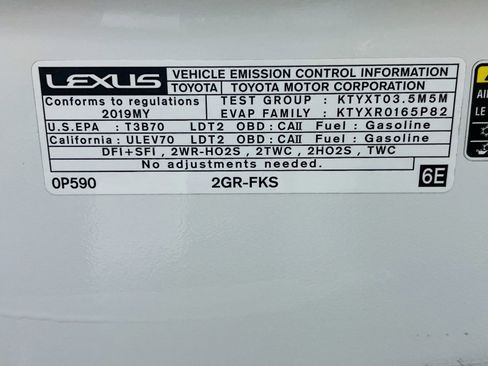 LEXUS VEHICLE EMISSION CONTROL INFORMATION
TOYOTA TOYOTA MOTOR CORPORATION
Conforms to regulations TEST GROUP : KTYXT03.5M5M
2019MY EVAP FAMILY : KTYXR0165P82
U.S.EPA : T3B70 LDT2 OBD : CAII Fuel : Gasoline
California : ULEV70 LDT2 OBD : CAII Fuel : Gasoline
DFI+SFI , 2WR-HO2S , 2TWC , 2HO2S , TWC
No adjustments needed.
0P590 2GR-FKS 6E
AI
LE